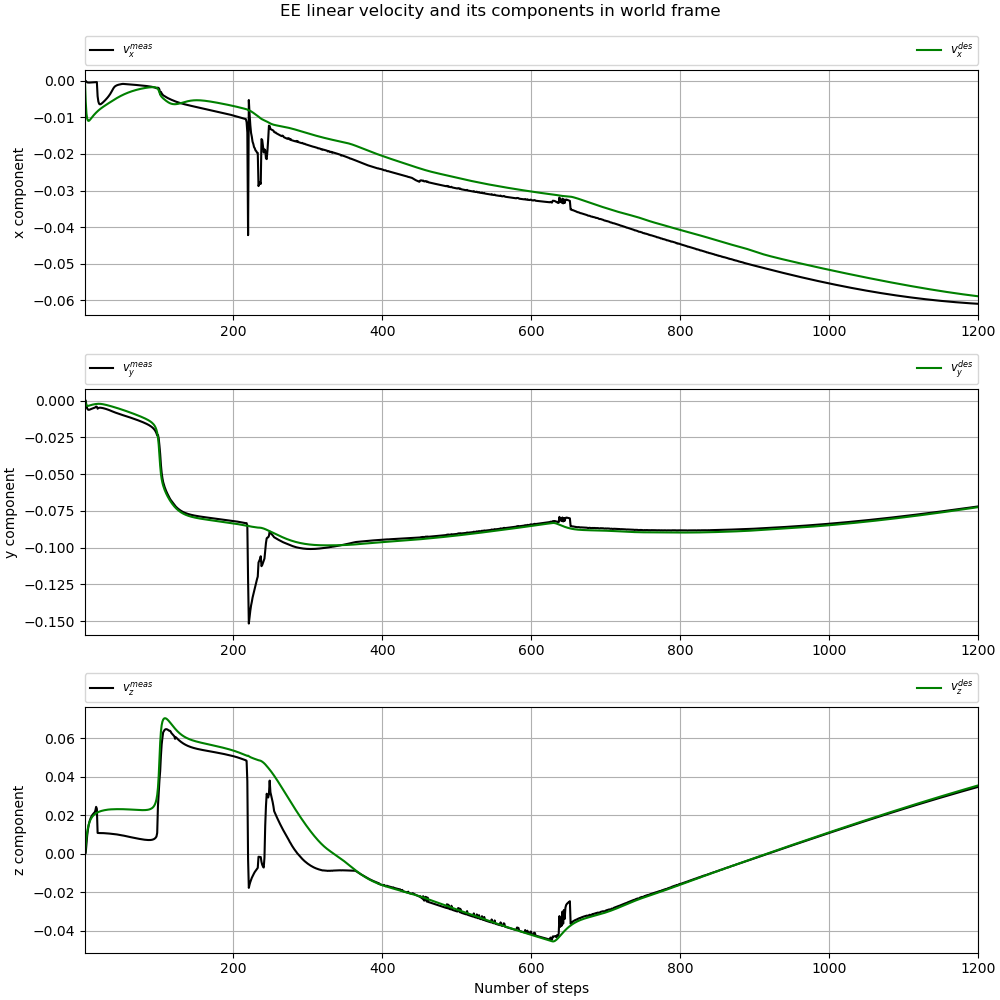 EE linear velocity and its components in world frame
v_x^meas v_x^des
0.00
−0.01
−0.02
−0.03
−0.04
−0.05
−0.06
x component
200 400 600 800 1000 1200
v_y^meas v_y^des
0.000
−0.025
−0.050
−0.075
−0.100
−0.125
−0.150
y component
200 400 600 800 1000 1200
v_z^meas v_z^des
0.06
0.04
0.02
0.00
−0.02
−0.04
z component
200 400 600 800 1000 1200
Number of steps